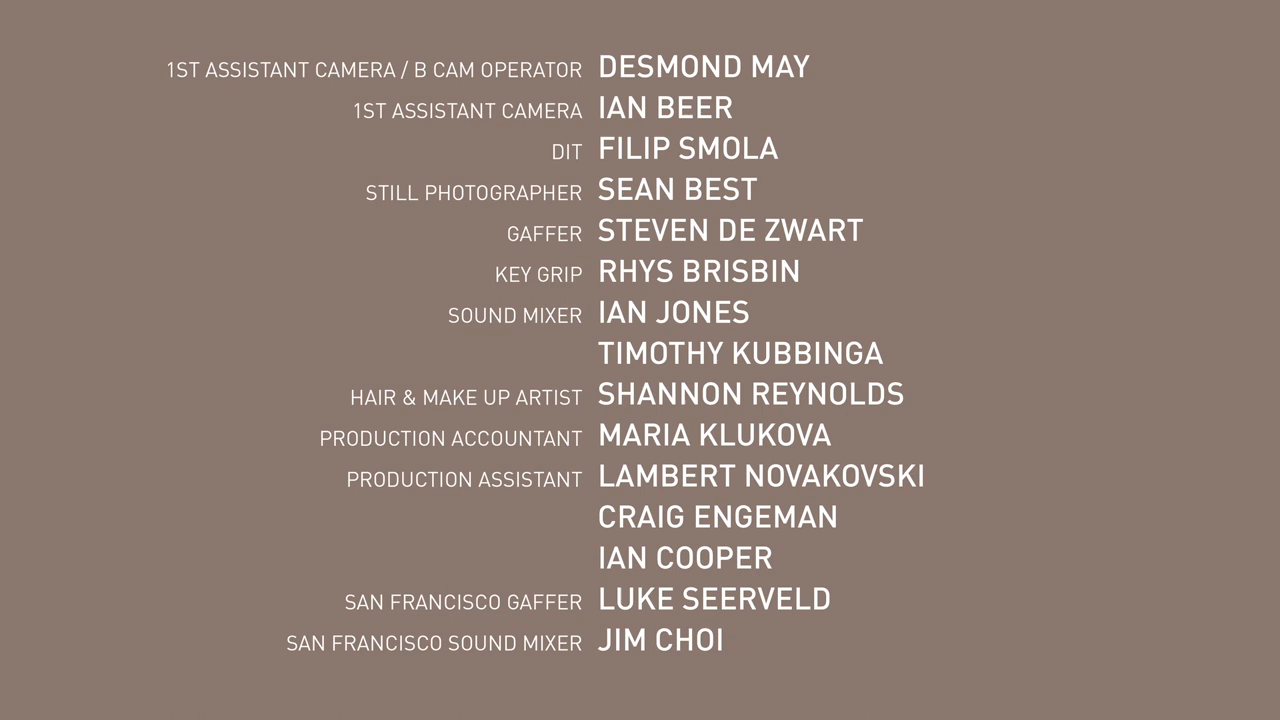 1ST ASSISTANT CAMERA / B CAM OPERATOR DESMOND MAY
1ST ASSISTANT CAMERA IAN BEER
DIT FILIP SMOLA
STILL PHOTOGRAPHER SEAN BEST
GAFFER STEVEN DE ZWART
KEY GRIP RHYS BRISBIN
SOUND MIXER IAN JONES
TIMOTHY KUBBINGA
HAIR & MAKE UP ARTIST SHANNON REYNOLDS
PRODUCTION ACCOUNTANT MARIA KLUKOVA
PRODUCTION ASSISTANT LAMBERT NOVAKOVSKI
CRAIG ENGEMAN
IAN COOPER
SAN FRANCISCO GAFFER LUKE SEERVELD
SAN FRANCISCO SOUND MIXER JIM CHOI